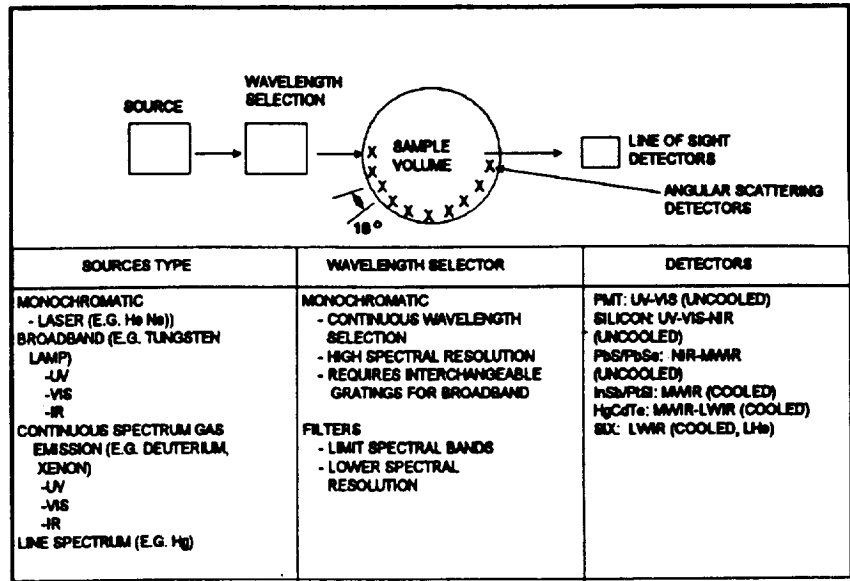 SOURCE
WAVELENGTH
SELECTION
SAMPLE
VOLUME
LINE OF SIGHT
DETECTORS
ANGULAR SCATTERING
DETECTORS
X X X X X X X X X X X
18°
SOURCES TYPE
MONOCHROMATIC
- LASER (E.G. He Ne))
BROADBAND (E.G. TUNGSTEN
LAMP)
-UV
-VIS
-IR
CONTINUOUS SPECTRUM GAS
EMISSION (E.G. DEUTERIUM,
XENON)
-UV
-VIS
-IR
LINE SPECTRUM (E.G. Hg)
WAVELENGTH SELECTOR
MONOCHROMATIC
- CONTINUOUS WAVELENGTH
SELECTION
- HIGH SPECTRAL RESOLUTION
- REQUIRES INTERCHANGEABLE
GRATINGS FOR BROADBAND
FILTERS
- LIMIT SPECTRAL BANDS
- LOWER SPECTRAL
RESOLUTION
DETECTORS
PMT: UV-VIS (UNCOOLED)
SILICON: UV-VIS-NIR
(UNCOOLED)
PbS/PbSe: NIR-MWIR
(UNCOOLED)
InSb/PtSi: MWIR (COOLED)
HgCdTe: MWIR-LWIR (COOLED)
SiX: LWIR (COOLED, LHe)